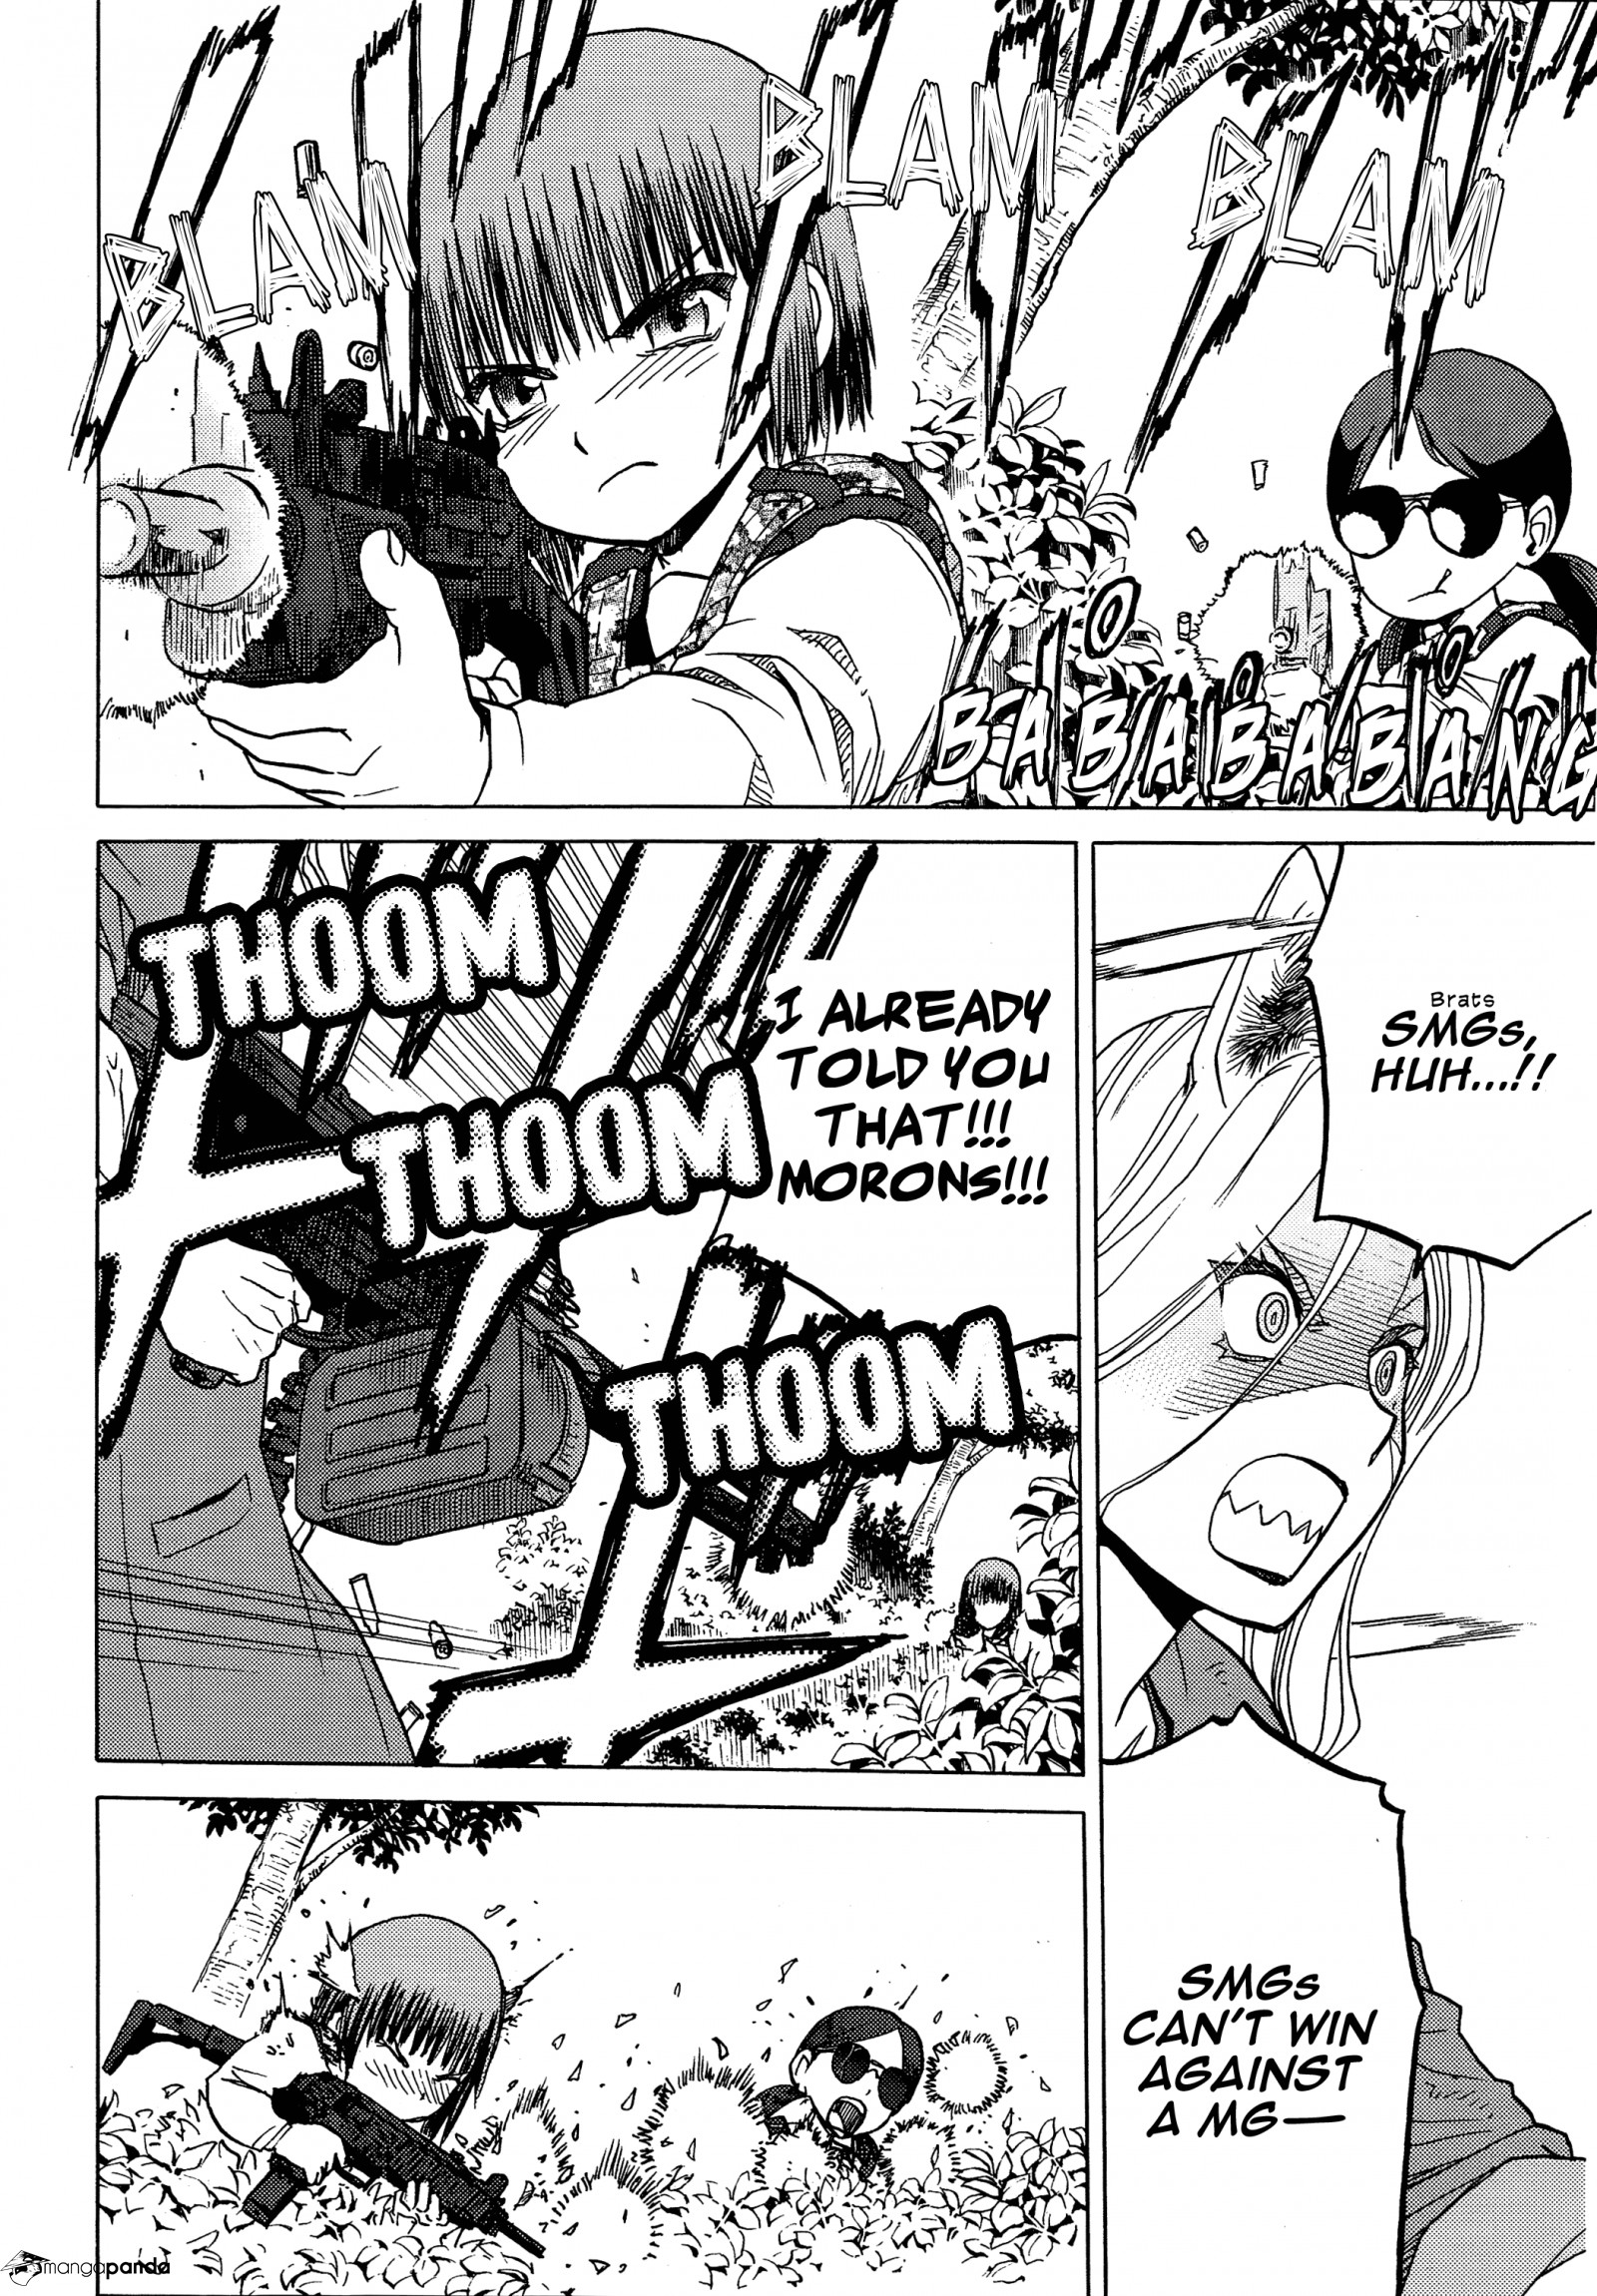 BLAM
BLAM
BLAM
BABABABABANG
Brats
SMGs,
HUH...!!
SMGs
CAN'T WIN
AGAINST
A MG—
I ALREADY
TOLD YOU
THAT!!!
MORONS!!!
THOOM
THOOM
THOOM
mangapanda